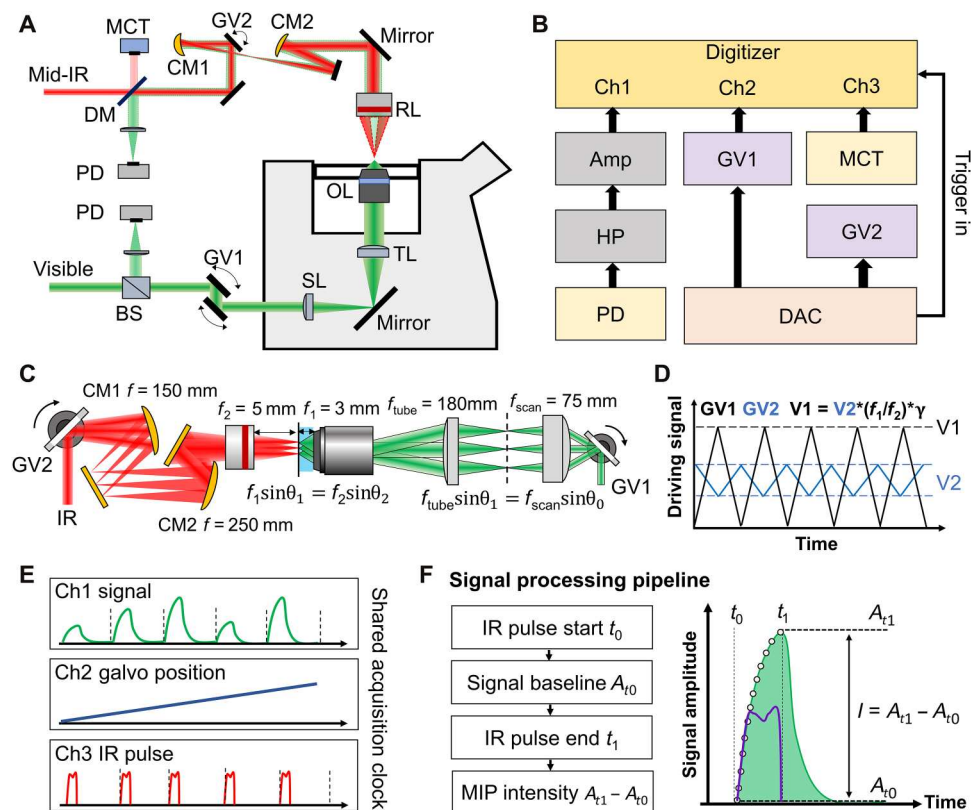 A
MCT
GV2
CM2
Mirror
CM1
Mid-IR
DM
RL
PD
OL
PD
Visible
GV1
SL
TL
BS
Mirror
B
Digitizer
Ch1
Ch2
Ch3
Amp
GV1
MCT
HP
GV2
PD
DAC
Trigger in
C
CM1 f = 150 mm
f2 = 5 mm
f1 = 3 mm
ftube = 180mm
fscan = 75 mm
GV2
IR
f1sinθ1 = f2sinθ2
ftubesinθ1 = fscansinθ0
GV1
CM2 f = 250 mm
D
GV1 GV2 V1 = V2*(f1/f2)*γ
Driving signal
V1
V2
Time
E
Ch1 signal
Ch2 galvo position
Ch3 IR pulse
Shared acquisition clock
F Signal processing pipeline
IR pulse start t0
Signal baseline At0
IR pulse end t1
MIP intensity At1 – At0
Signal amplitude
t0
t1
At1
I = At1 – At0
At0
Time